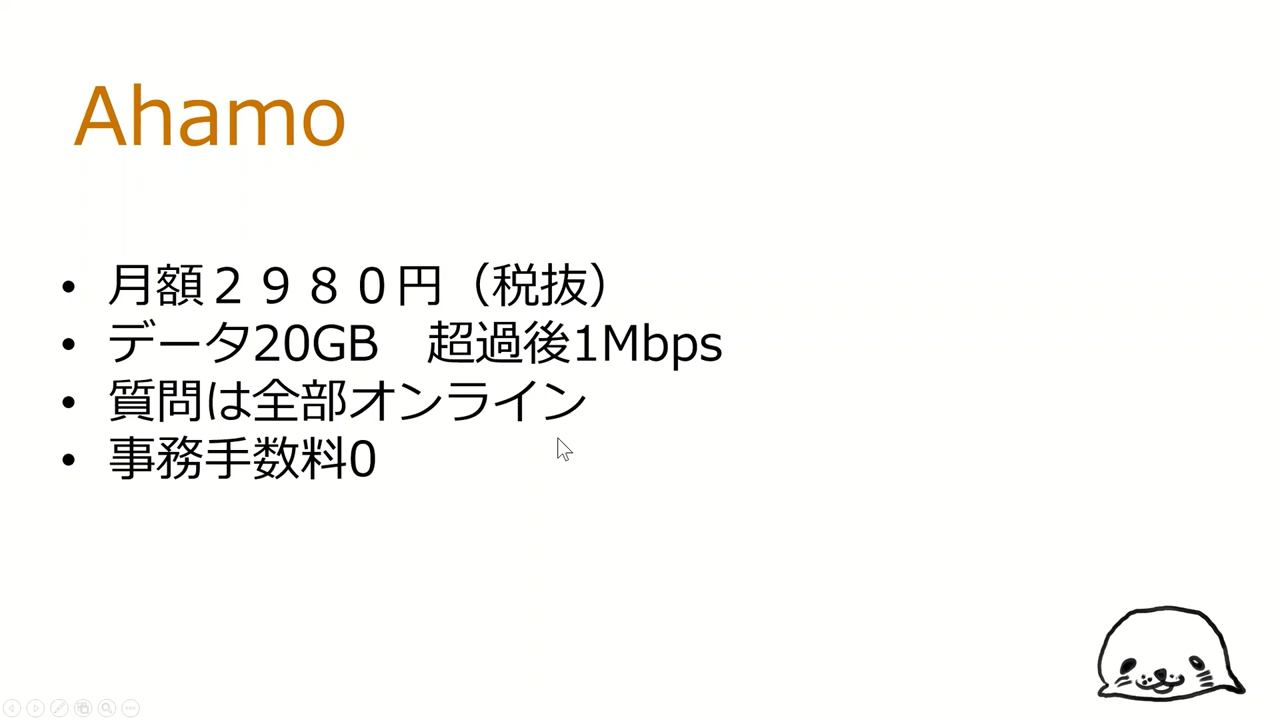 Ahamo
• 月額２９８０円（税抜）
• データ20GB　超過後1Mbps
• 質問は全部オンライン
• 事務手数料0